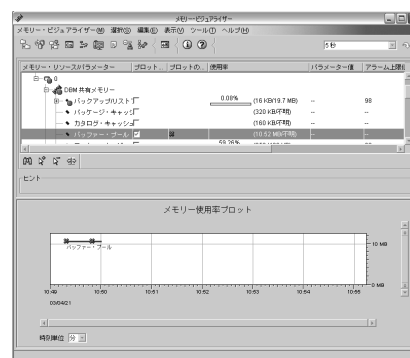 メモリー・ビジュアライザー
メモリー・ビジュアライザー(M) 選択(S) 編集(E) 表示(V) ツール(T) ヘルプ(H)
5 秒
メモリー・リソース/パラメーター プロット... プロットの... 使用率 パラメーター値 アラーム上限(
0
DBM 共有メモリー
バックアップ/リスト 0.00% (16 KB/19.7 MB) -- 98
パッケージ・キャッシ (320 KB/不明) -- --
カタログ・キャッシュ (160 KB/不明) -- --
バッファー・プール (10.52 MB/不明) -- --
59.26%
ヒント
メモリー使用率プロット
バッファー・プール
10 MB
0 MB
10:49 10:50 10:51 10:52 10:53 10:54 10:55
03/04/21
時刻単位 分